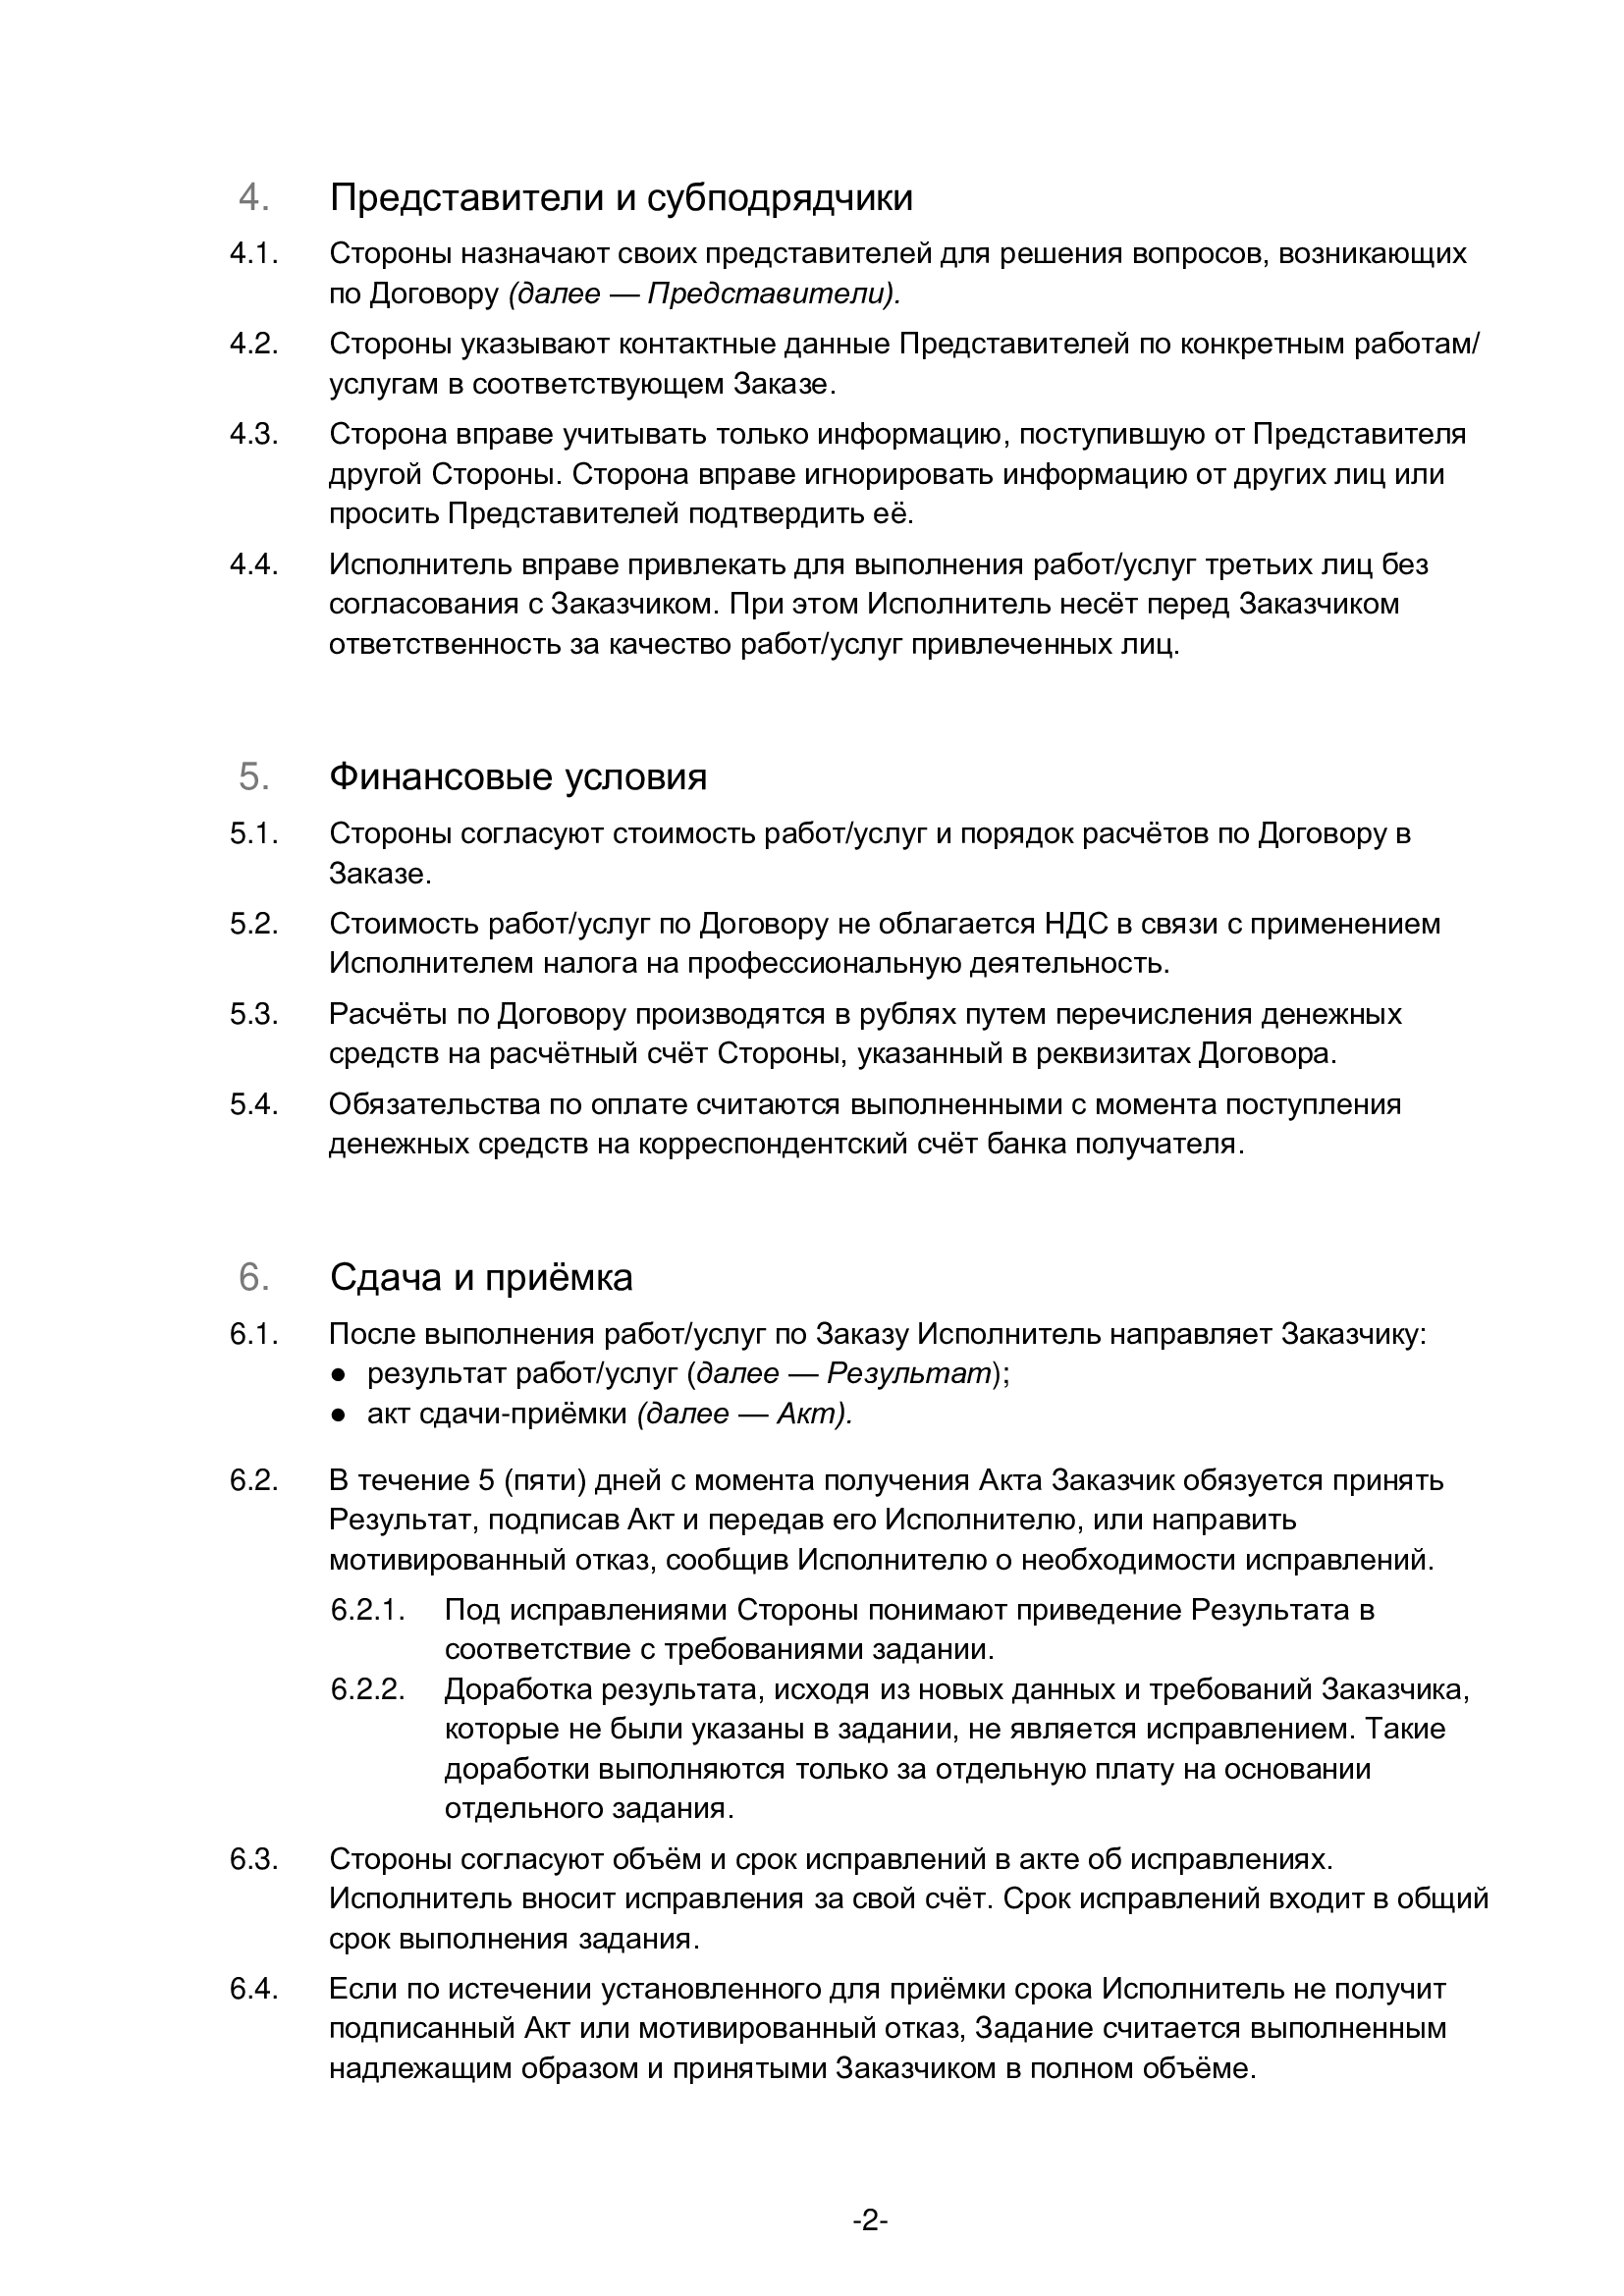 4. Представители и субподрядчики
4.1. Стороны назначают своих представителей для решения вопросов, возникающих
по Договору (далее — Представители).
4.2. Стороны указывают контактные данные Представителей по конкретным работам/
услугам в соответствующем Заказе.
4.3. Сторона вправе учитывать только информацию, поступившую от Представителя
другой Стороны. Сторона вправе игнорировать информацию от других лиц или
просить Представителей подтвердить её.
4.4. Исполнитель вправе привлекать для выполнения работ/услуг третьих лиц без
согласования с Заказчиком. При этом Исполнитель несёт перед Заказчиком
ответственность за качество работ/услуг привлеченных лиц.
5. Финансовые условия
5.1. Стороны согласуют стоимость работ/услуг и порядок расчётов по Договору в
Заказе.
5.2. Стоимость работ/услуг по Договору не облагается НДС в связи с применением
Исполнителем налога на профессиональную деятельность.
5.3. Расчёты по Договору производятся в рублях путем перечисления денежных
средств на расчётный счёт Стороны, указанный в реквизитах Договора.
5.4. Обязательства по оплате считаются выполненными с момента поступления
денежных средств на корреспондентский счёт банка получателя.
6. Сдача и приёмка
6.1. После выполнения работ/услуг по Заказу Исполнитель направляет Заказчику:
● результат работ/услуг (далее — Результат);
● акт сдачи-приёмки (далее — Акт).
6.2. В течение 5 (пяти) дней с момента получения Акта Заказчик обязуется принять
Результат, подписав Акт и передав его Исполнителю, или направить
мотивированный отказ, сообщив Исполнителю о необходимости исправлений.
6.2.1. Под исправлениями Стороны понимают приведение Результата в
соответствие с требованиями задании.
6.2.2. Доработка результата, исходя из новых данных и требований Заказчика,
которые не были указаны в задании, не является исправлением. Такие
доработки выполняются только за отдельную плату на основании
отдельного задания.
6.3. Стороны согласуют объём и срок исправлений в акте об исправлениях.
Исполнитель вносит исправления за свой счёт. Срок исправлений входит в общий
срок выполнения задания.
6.4. Если по истечении установленного для приёмки срока Исполнитель не получит
подписанный Акт или мотивированный отказ, Задание считается выполненным
надлежащим образом и принятыми Заказчиком в полном объёме.
-2-